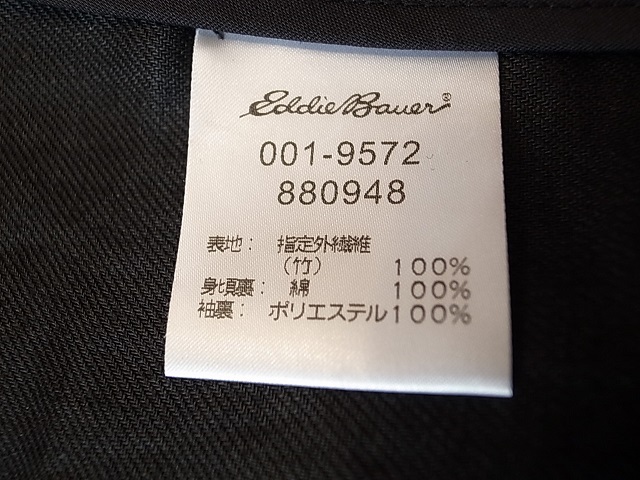 Eddie Bauer®
001-9572
880948
表地： 指定外繊維
（竹） 100%
身頃裏： 綿 100%
袖裏： ポリエステル100%